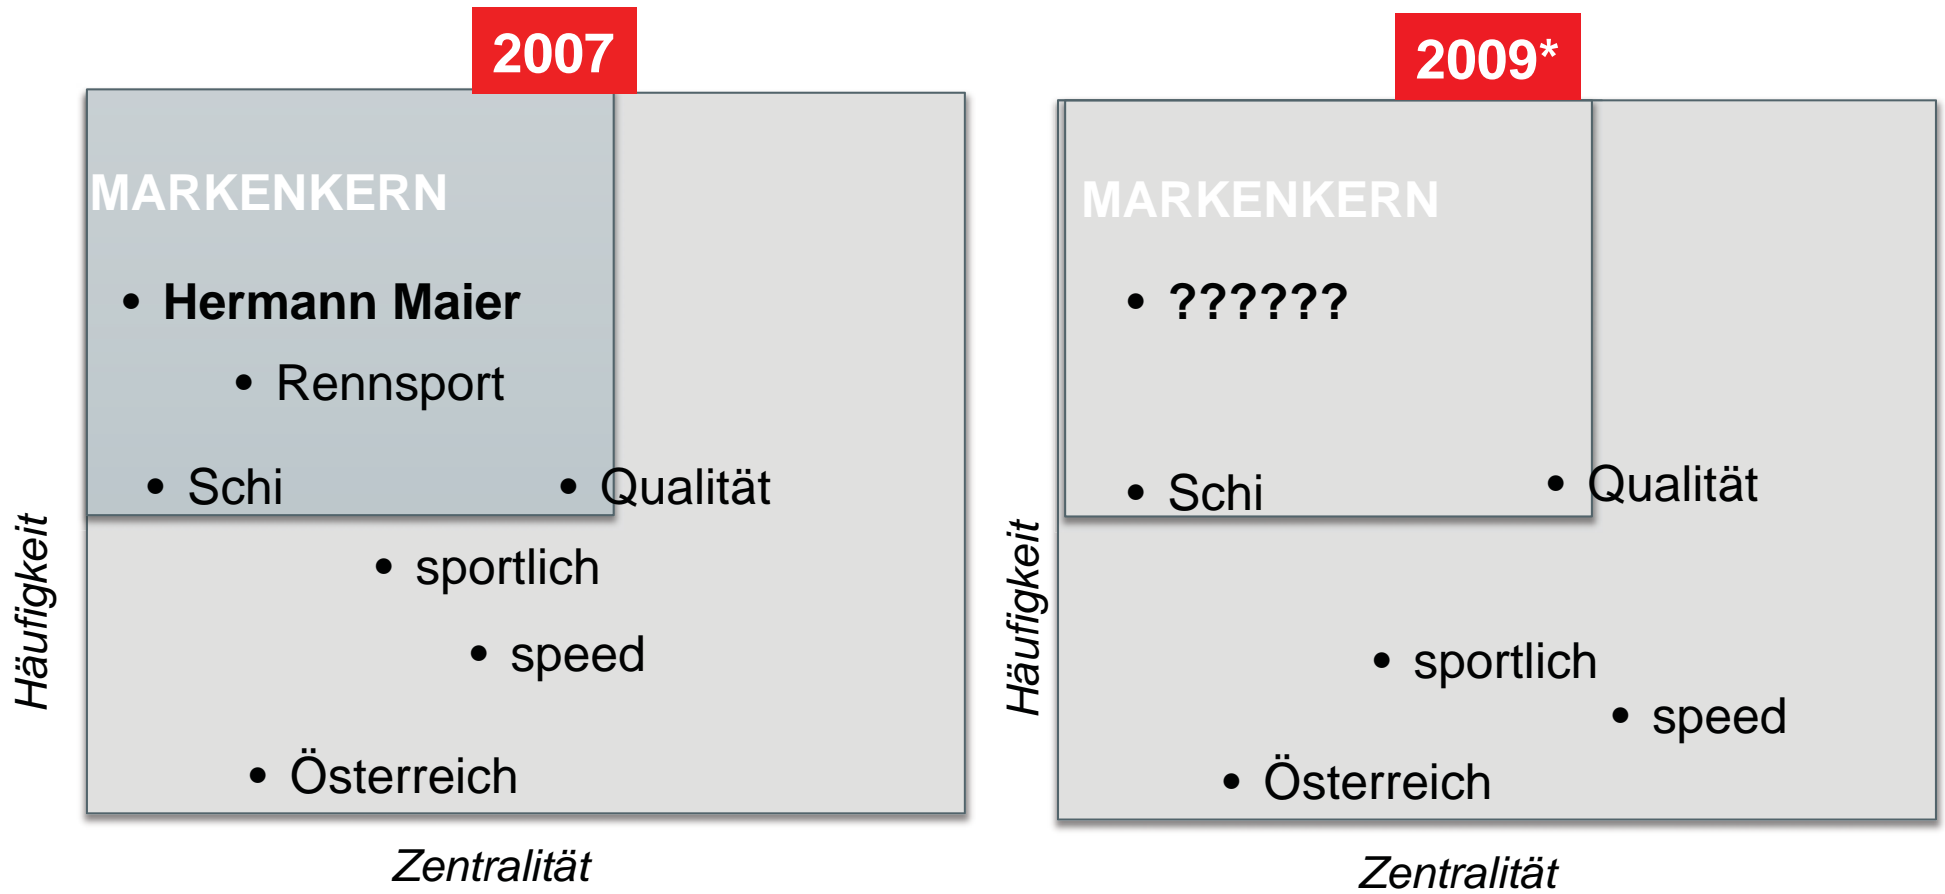 2007
MARKENKERN
• Hermann Maier
• Rennsport
• Schi
• Qualität
• sportlich
• speed
• Österreich
Häufigkeit
Zentralität
2009*
MARKENKERN
• ??????
• Schi
• Qualität
• sportlich
• speed
• Österreich
Häufigkeit
Zentralität